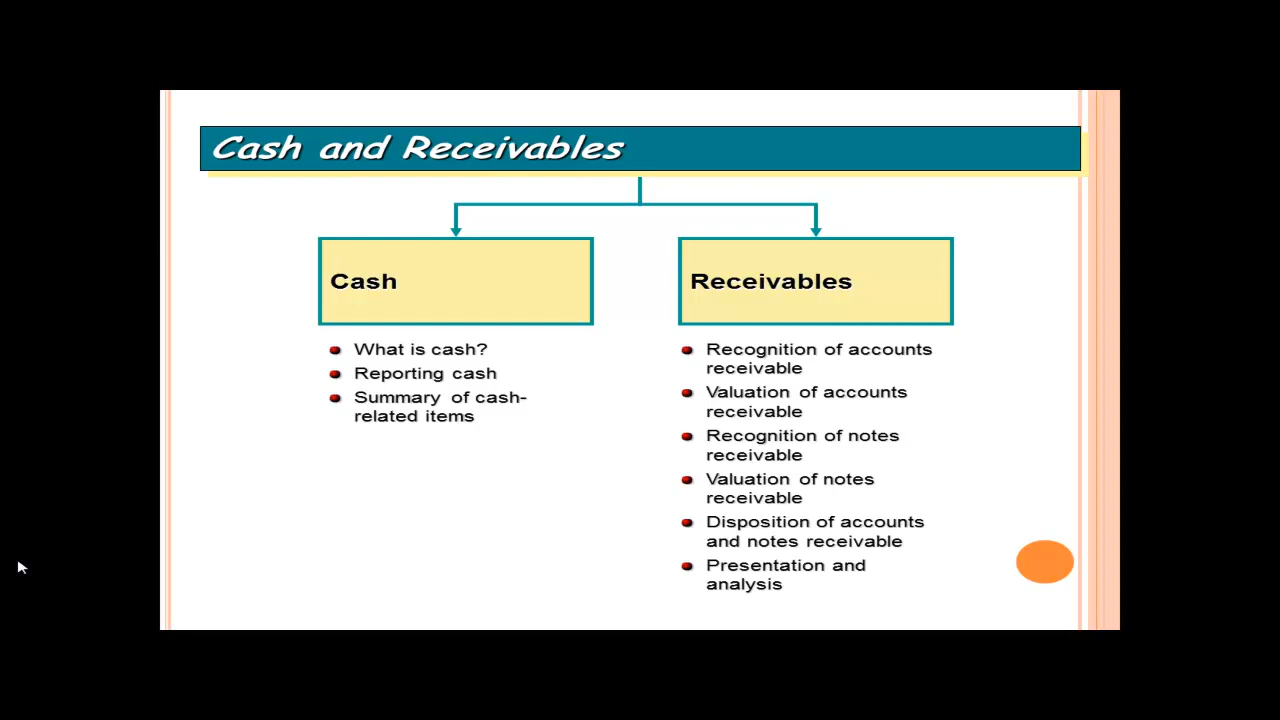 Cash and Receivables
Cash
What is cash?
Reporting cash
Summary of cash-
related items
Receivables
Recognition of accounts
receivable
Valuation of accounts
receivable
Recognition of notes
receivable
Valuation of notes
receivable
Disposition of accounts
and notes receivable
Presentation and
analysis